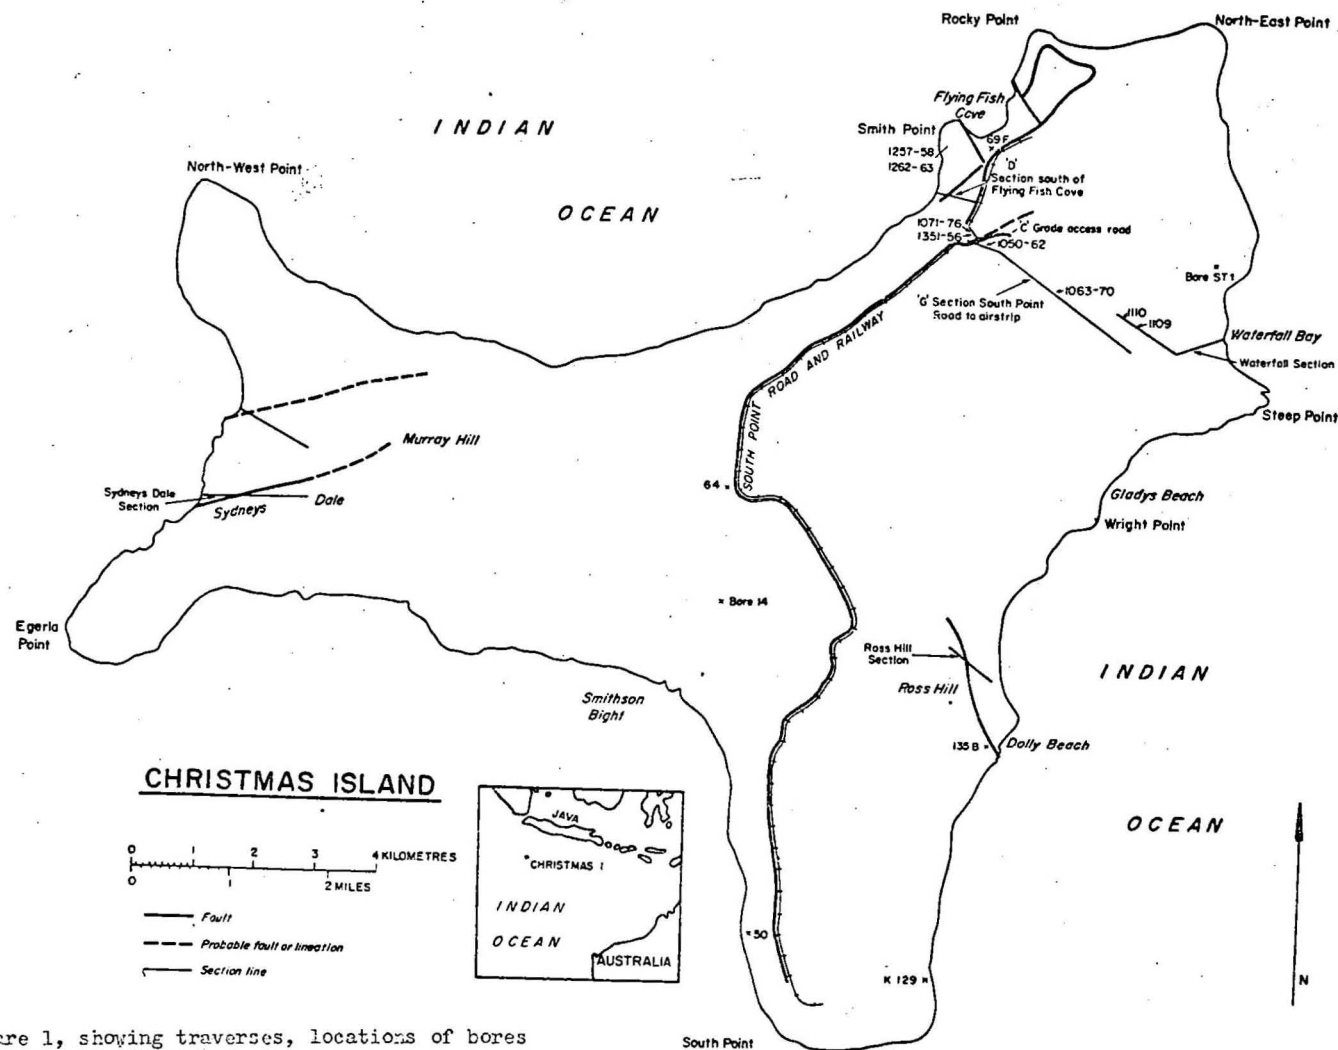 Rocky Point
North-East Point
Flying Fish
Cove
INDIAN
Smith Point
69 F
1257-58
1262-63
North-West Point
'D'
Section south of
Flying Fish Cove
OCEAN
1071-76
1351-56
'C' Grade access road
1050-62
Bore ST1
'G' Section South Point
Road to airstrip
1063-70
1110
1109
Waterfall Bay
Waterfall Section
SOUTH POINT ROAD AND RAILWAY
Steep Point
Murray Hill
64
Sydneys Dale
Section
Sydneys Dale
Gladys Beach
Wright Point
Bore 14
Egeria
Point
Ross Hill
Section
INDIAN
Ross Hill
Smithson
Bight
135 B
Dolly Beach
CHRISTMAS ISLAND
OCEAN
JAVA
0 1 2 3 4 KILOMETRES
0 1 2 MILES
CHRISTMAS I
INDIAN
OCEAN
AUSTRALIA
Fault
Probable fault or lineation
Section line
50
K 129
N
re 1, showing traverses, locations of bores
South Point